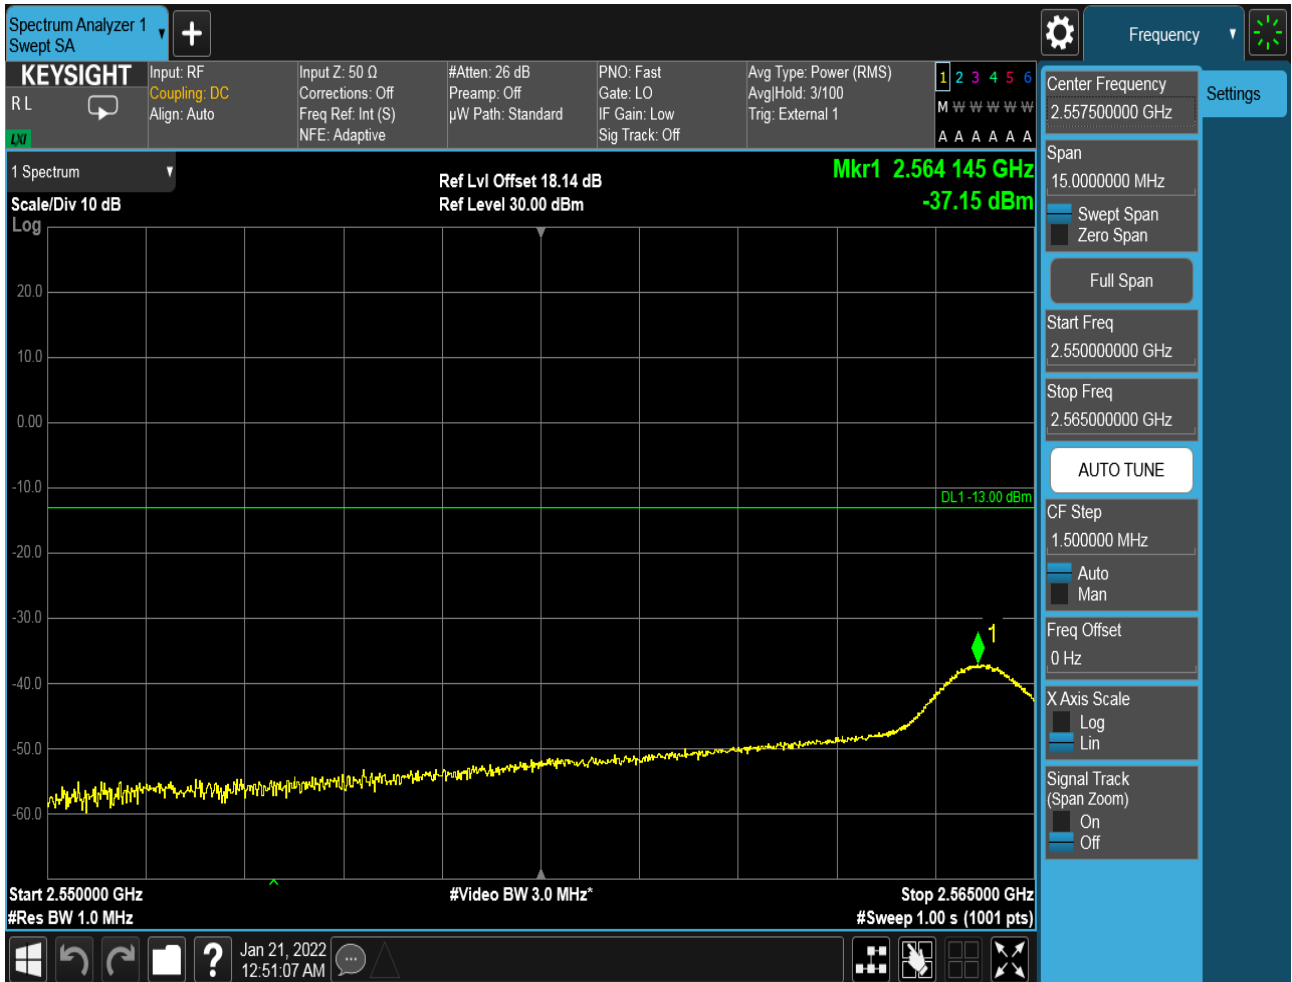 Spectrum Analyzer 1
Swept SA
Frequency
KEYSIGHT
R L
LXI
Input: RF
Coupling: DC
Align: Auto
Input Z: 50 Ω
Corrections: Off
Freq Ref: Int (S)
NFE: Adaptive
#Atten: 26 dB
Preamp: Off
µW Path: Standard
PNO: Fast
Gate: LO
IF Gain: Low
Sig Track: Off
Avg Type: Power (RMS)
Avg|Hold: 3/100
Trig: External 1
1 2 3 4 5 6
M W W W W W
A A A A A A
1 Spectrum
Scale/Div 10 dB
Log
Ref Lvl Offset 18.14 dB
Ref Level 30.00 dBm
Mkr1 2.564 145 GHz
-37.15 dBm
20.0
10.0
0.00
-10.0
-20.0
-30.0
-40.0
-50.0
-60.0
DL1 -13.00 dBm
1
Start 2.550000 GHz
#Res BW 1.0 MHz
#Video BW 3.0 MHz*
Stop 2.565000 GHz
#Sweep 1.00 s (1001 pts)
Jan 21, 2022
12:51:07 AM
Settings
Center Frequency
2.557500000 GHz
Span
15.0000000 MHz
Swept Span
Zero Span
Full Span
Start Freq
2.550000000 GHz
Stop Freq
2.565000000 GHz
AUTO TUNE
CF Step
1.500000 MHz
Auto
Man
Freq Offset
0 Hz
X Axis Scale
Log
Lin
Signal Track
(Span Zoom)
On
Off